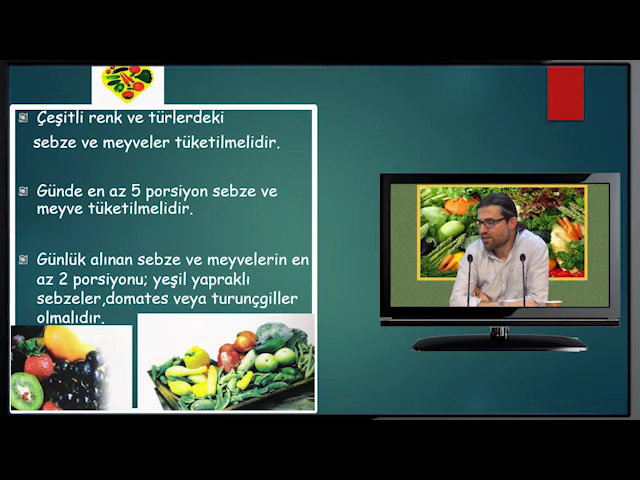 Çeşitli renk ve türlerdeki
sebze ve meyveler tüketilmelidir.
Günde en az 5 porsiyon sebze ve
meyve tüketilmelidir.
Günlük alınan sebze ve meyvelerin en
az 2 porsiyonu; yeşil yapraklı
sebzeler,domates veya turunçgiller
olmalıdır.